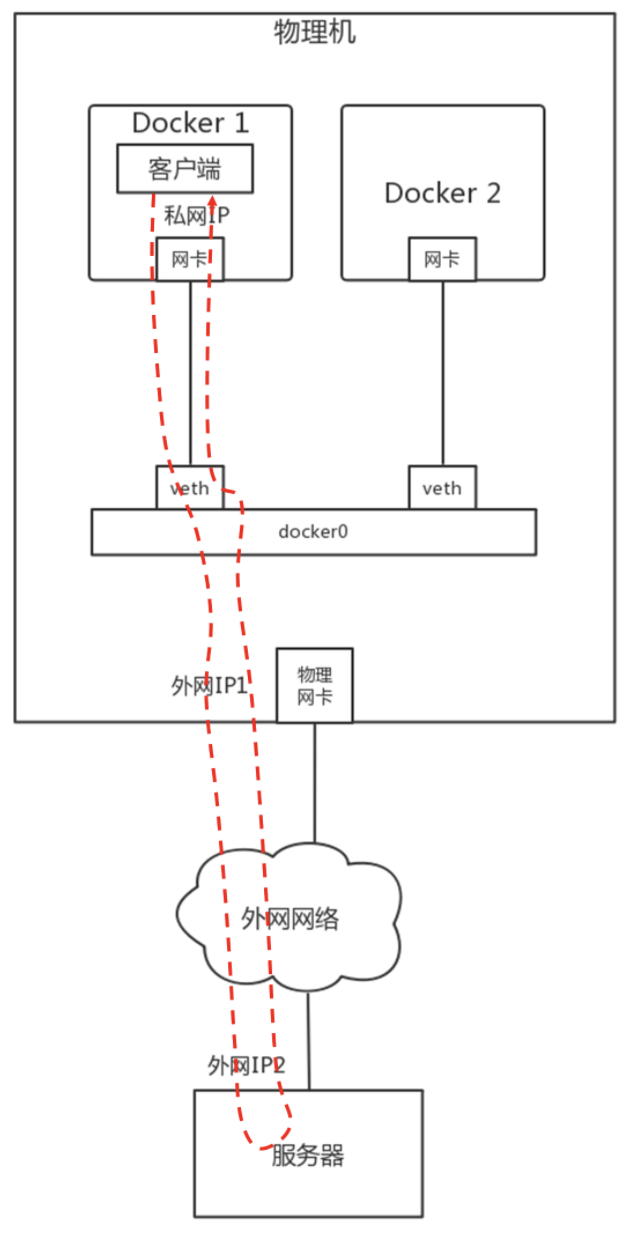 物理机
Docker 1
客户端
私网IP
网卡
Docker 2
网卡
veth
veth
docker0
外网IP1
物理
网卡
外网网络
外网IP2
服务器